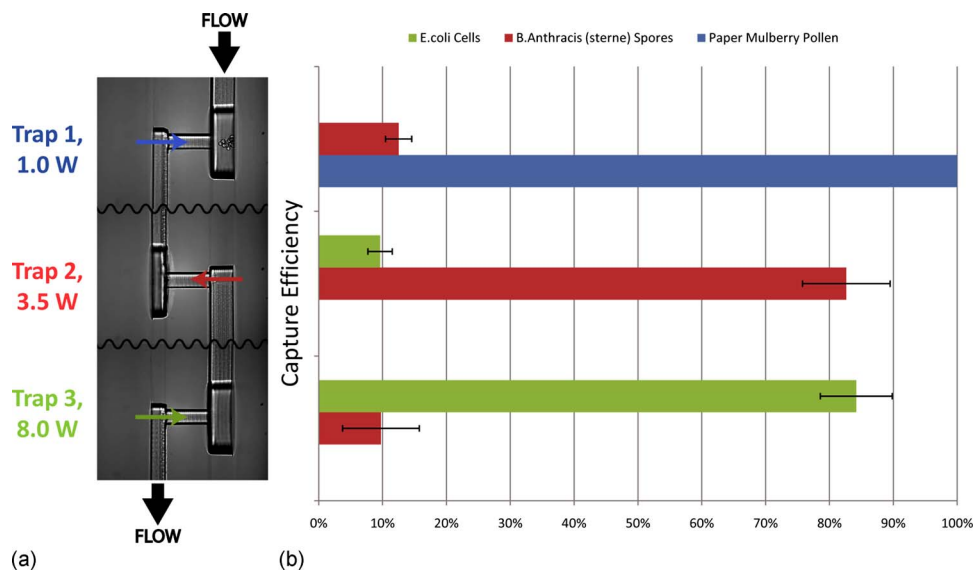 FLOW
Trap 1,
1.0 W
Trap 2,
3.5 W
Trap 3,
8.0 W
FLOW
(a)
E.coli Cells
B.Anthracis (sterne) Spores
Paper Mulberry Pollen
Capture Efficiency
0% 10% 20% 30% 40% 50% 60% 70% 80% 90% 100%
(b)